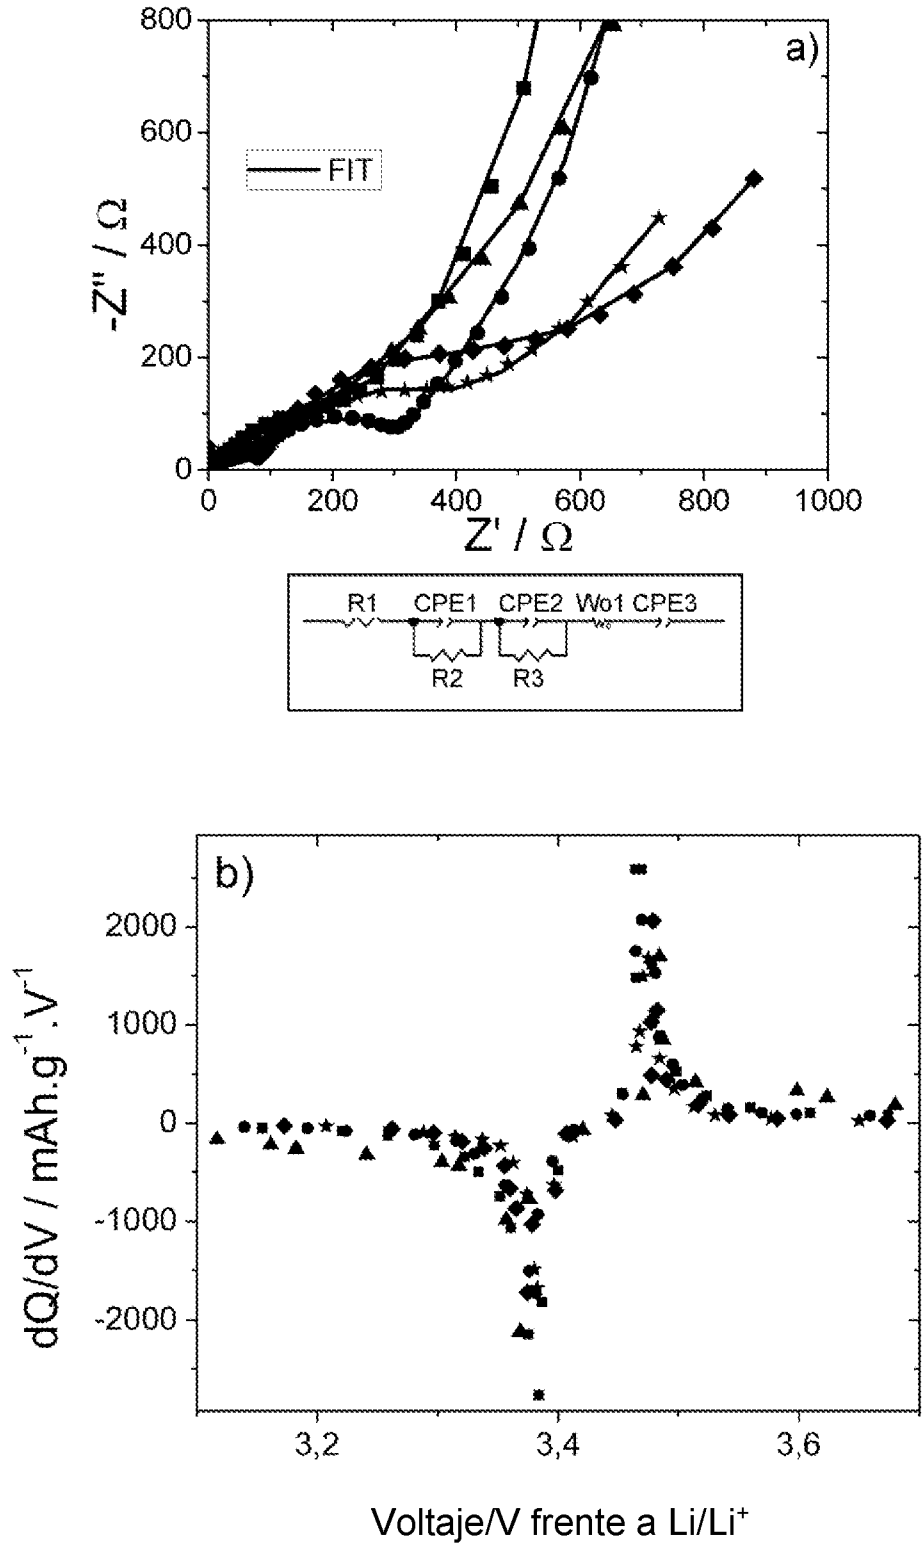 800
a)
600
FIT
-Z'' / Ω
400
200
0
0 200 400 600 800 1000
Z' / Ω
R1 CPE1 CPE2 Wo1 CPE3
R2 R3
b)
2000
1000
0
-1000
-2000
dQ/dV / mAh.g⁻¹.V⁻¹
3,2 3,4 3,6
Voltaje/V frente a Li/Li⁺